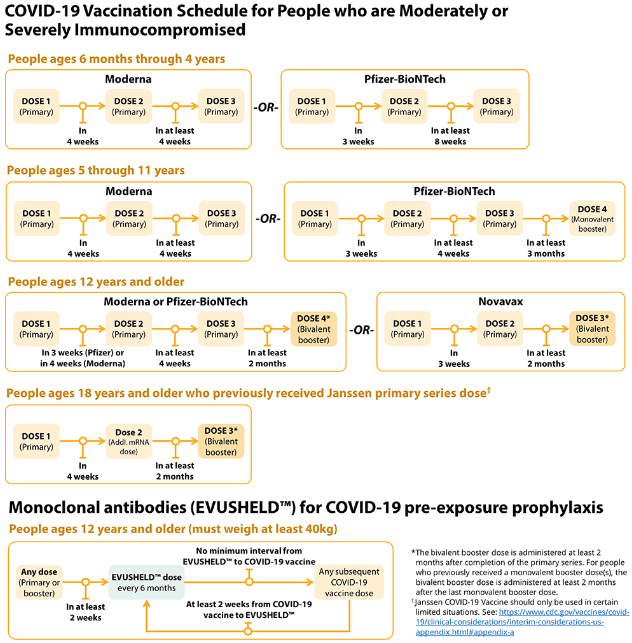 COVID-19 Vaccination Schedule for People who are Moderately or
Severely Immunocompromised
People ages 6 months through 4 years
Moderna
DOSE 1
(Primary)
In
4 weeks
DOSE 2
(Primary)
In at least
4 weeks
DOSE 3
(Primary)
-OR-
Pfizer-BioNTech
DOSE 1
(Primary)
In
3 weeks
DOSE 2
(Primary)
In at least
8 weeks
DOSE 3
(Primary)
People ages 5 through 11 years
Moderna
DOSE 1
(Primary)
In
4 weeks
DOSE 2
(Primary)
In at least
4 weeks
DOSE 3
(Primary)
-OR-
Pfizer-BioNTech
DOSE 1
(Primary)
In
3 weeks
DOSE 2
(Primary)
In at least
4 weeks
DOSE 3
(Primary)
In at least
3 months
DOSE 4
(Monovalent
booster)
People ages 12 years and older
Moderna or Pfizer-BioNTech
DOSE 1
(Primary)
In 3 weeks (Pfizer) or
in 4 weeks (Moderna)
DOSE 2
(Primary)
In at least
4 weeks
DOSE 3
(Primary)
In at least
2 months
DOSE 4*
(Bivalent
booster)
-OR-
Novavax
DOSE 1
(Primary)
In
3 weeks
DOSE 2
(Primary)
In at least
2 months
DOSE 3*
(Bivalent
booster)
People ages 18 years and older who previously received Janssen primary series dose†
DOSE 1
(Primary)
In
4 weeks
Dose 2
(Addl. mRNA
dose)
In at least
2 months
DOSE 3*
(Bivalent
booster)
Monoclonal antibodies (EVUSHELD™) for COVID-19 pre-exposure prophylaxis
People ages 12 years and older (must weigh at least 40kg)
Any dose
(Primary or
booster)
In at least
2 weeks
EVUSHELD™ dose
every 6 months
No minimum interval from
EVUSHELD™ to COVID-19 vaccine
Any subsequent
COVID-19
vaccine dose
At least 2 weeks from COVID-19
vaccine to EVUSHELD™
*The bivalent booster dose is administered at least 2
months after completion of the primary series. For
people who previously received a monovalent booster dose(s), the
bivalent booster dose is administered at least 2 months
after the last monovalent booster dose.
†Janssen COVID-19 Vaccine should only be used in certain
limited situations. See: https://www.cdc.gov/vaccines/covid-
19/clinical-considerations/interim-considerations-us-
appendix.html#appendix-a